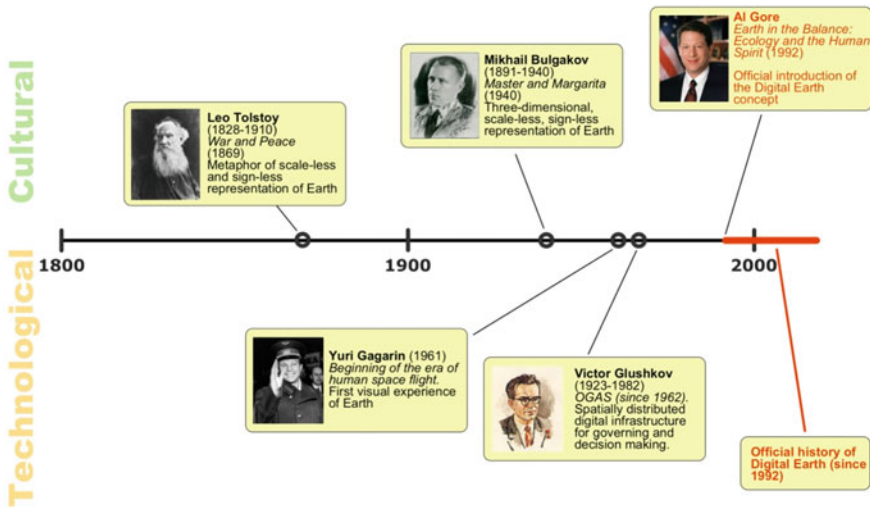 Cultural
Technological
Leo Tolstoy
(1828-1910)
War and Peace
(1869)
Metaphor of scale-less
and sign-less
representation of Earth
Mikhail Bulgakov
(1891-1940)
Master and Margarita
(1940)
Three-dimensional,
scale-less, sign-less
representation of Earth
Al Gore
Earth in the Balance:
Ecology and the Human
Spirit (1992)
Official introduction of
the Digital Earth
concept
1800
1900
2000
Yuri Gagarin (1961)
Beginning of the era of
human space flight.
First visual experience
of Earth
Victor Glushkov
(1923-1982)
OGAS (since 1962).
Spatially distributed
digital infrastructure
for governing and
decision making.
Official history of
Digital Earth (since
1992)